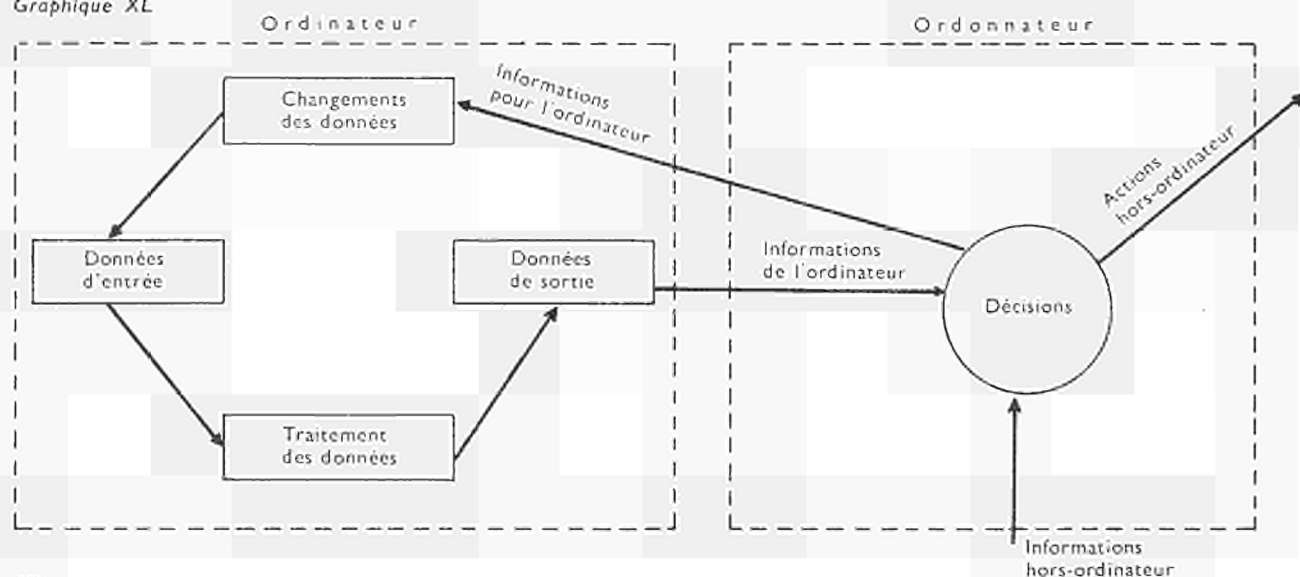 Graphique XL
Ordinateur
Ordonnateur
Informations
pour l'ordinateur
Changements
des données
Actions
hors-ordinateur
Données
d'entrée
Données
de sortie
Informations
de l'ordinateur
Décisions
Traitement
des données
Informations
hors-ordinateur